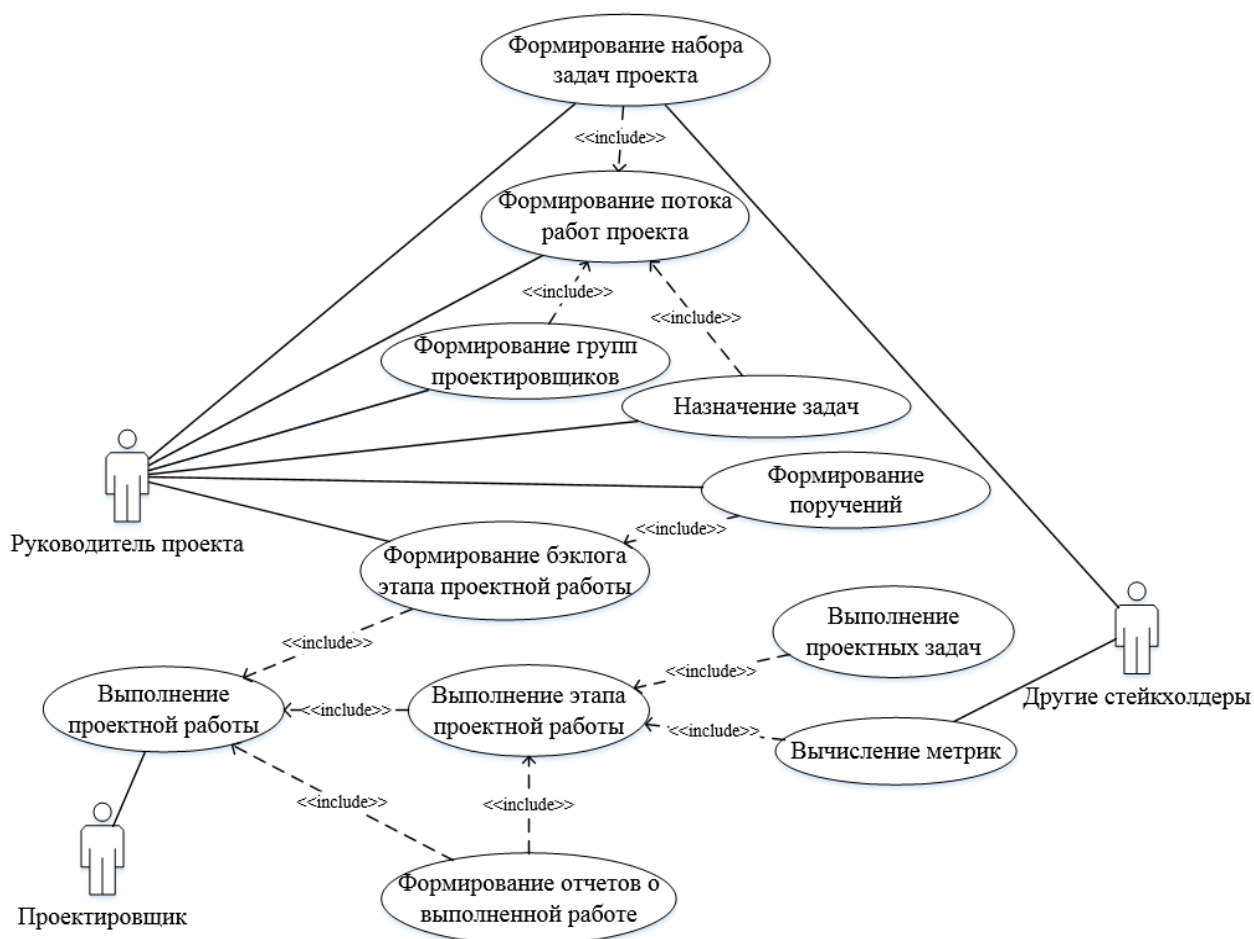 Формирование набора
задач проекта
<<include>>
Формирование потока
работ проекта
<<include>>
<<include>>
Формирование групп
проектировщиков
Назначение задач
Формирование
поручений
<<include>>
Руководитель проекта
Формирование бэклога
этапа проектной работы
<<include>>
Выполнение
проектных задач
<<include>>
Другие стейкхолдеры
Выполнение
проектной работы
<<include>>
Выполнение этапа
проектной работы
<<include>>
Вычисление метрик
<<include>>
<<include>>
Формирование отчетов о
выполненной работе
Проектировщик